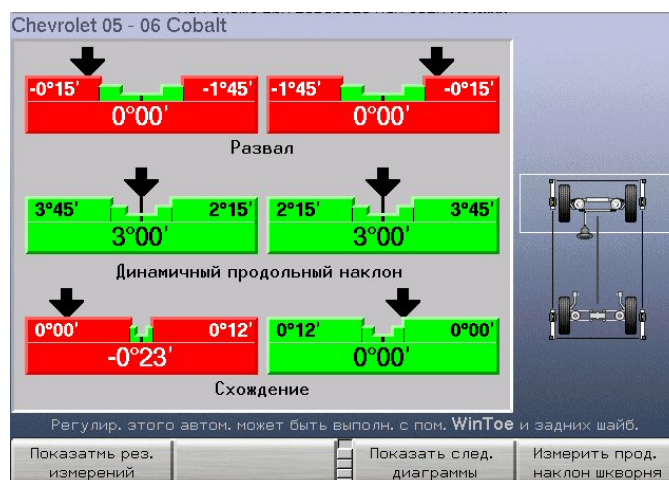 Chevrolet 05 - 06 Cobalt
-0°15' -1°45' -1°45' -0°15'
0°00' 0°00'
Развал
3°45' 2°15' 2°15' 3°45'
3°00' 3°00'
Динамичный продольный наклон
0°00' 0°12' 0°12' 0°00'
-0°23' 0°00'
Схождение
Регулир. этого автом. может быть выполн. с пом. WinToe и задних шайб.
Показатмь рез. Показать след. Измерить прод.
измерений диаграммы наклон шкворня